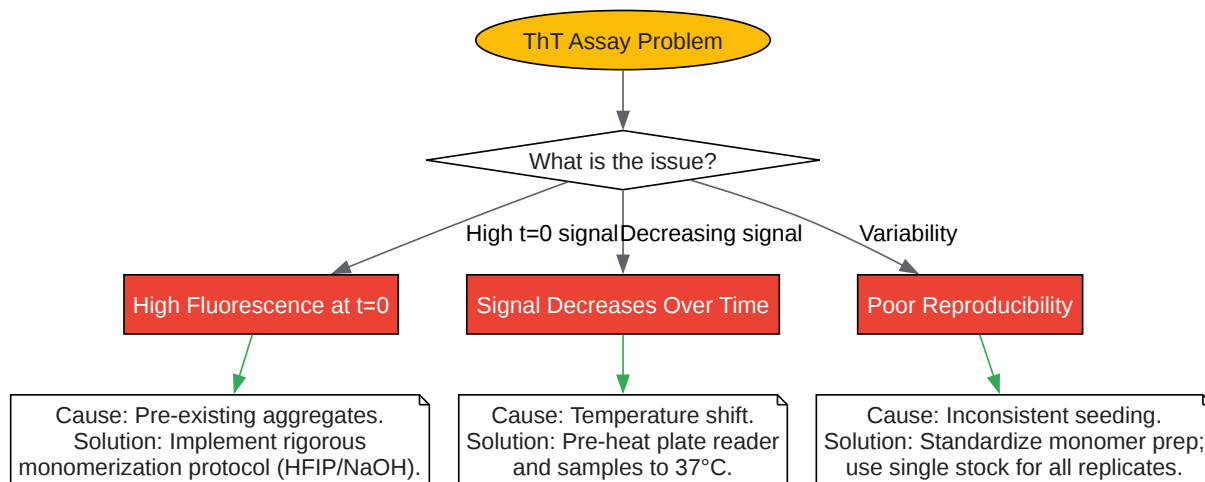 ThT Assay Problem
What is the issue?
High t=0 signal
Decreasing signal
Variability
High Fluorescence at t=0
Signal Decreases Over Time
Poor Reproducibility
Cause: Pre-existing aggregates.
Solution: Implement rigorous
monomerization protocol (HFIP/NaOH).
Cause: Temperature shift.
Solution: Pre-heat plate reader
and samples to 37°C.
Cause: Inconsistent seeding.
Solution: Standardize monomer prep;
use single stock for all replicates.